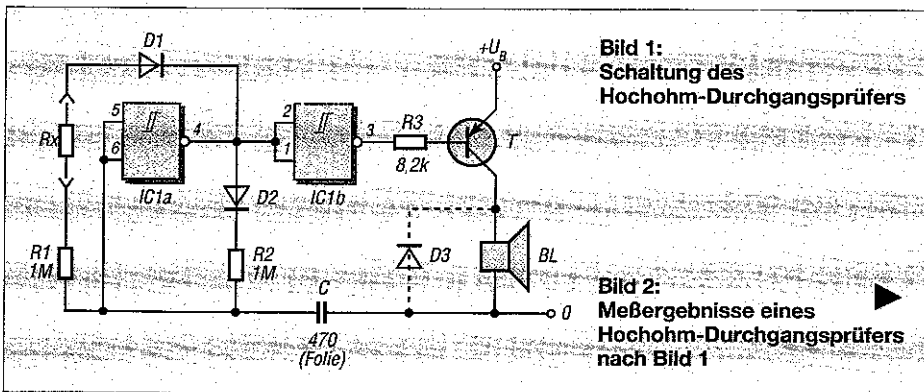 D1
+U_B
Bild 1:
Schaltung des
Hochohm-Durchgangsprüfers
5
6
4
IC1a
2
1
3
IC1b
R3
8,2k
T
Rx
D2
R1
1M
R2
1M
D3
BL
C
470
(Folie)
0
Bild 2:
Meßergebnisse eines
Hochohm-Durchgangsprüfers
nach Bild 1